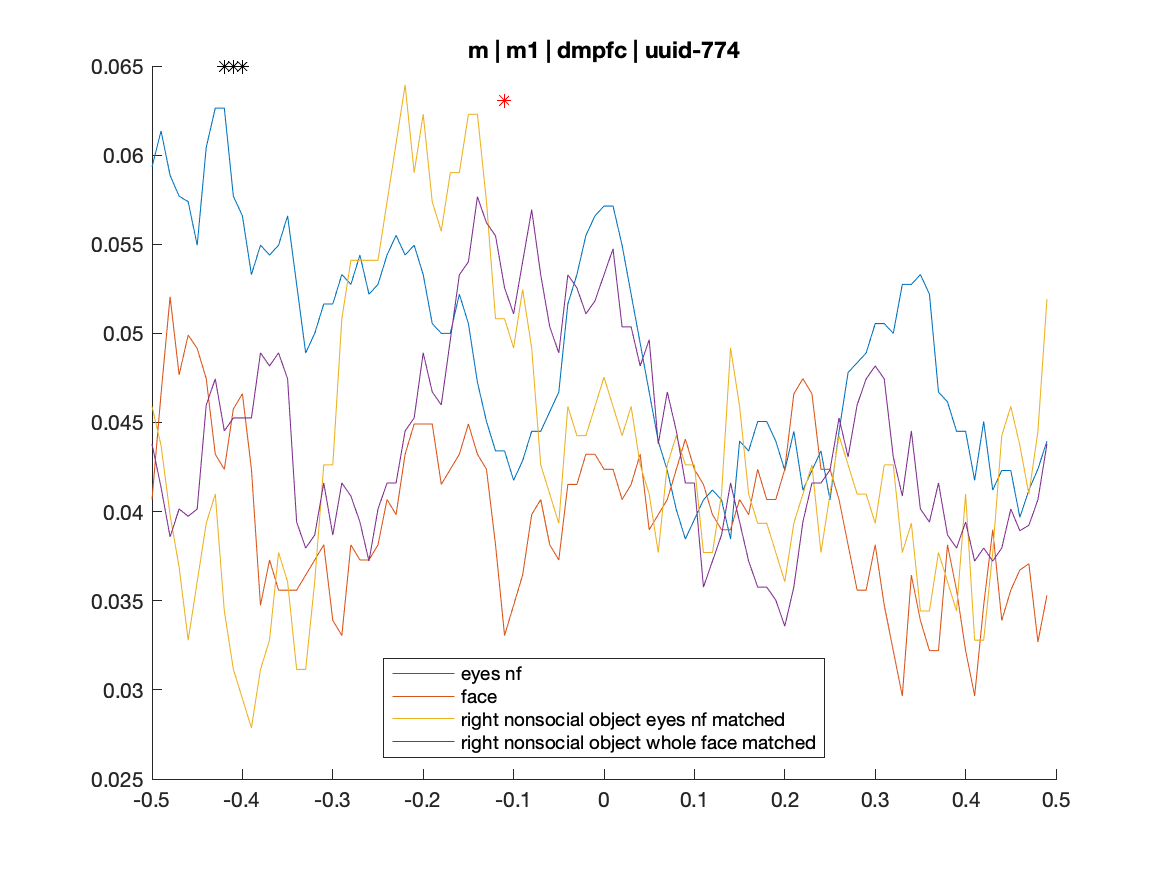 m | m1 | dmpfc | uuid-774
0.065
0.06
0.055
0.05
0.045
0.04
0.035
0.03
0.025
eyes nf
face
right nonsocial object eyes nf matched
right nonsocial object whole face matched
-0.5 -0.4 -0.3 -0.2 -0.1 0 0.1 0.2 0.3 0.4 0.5